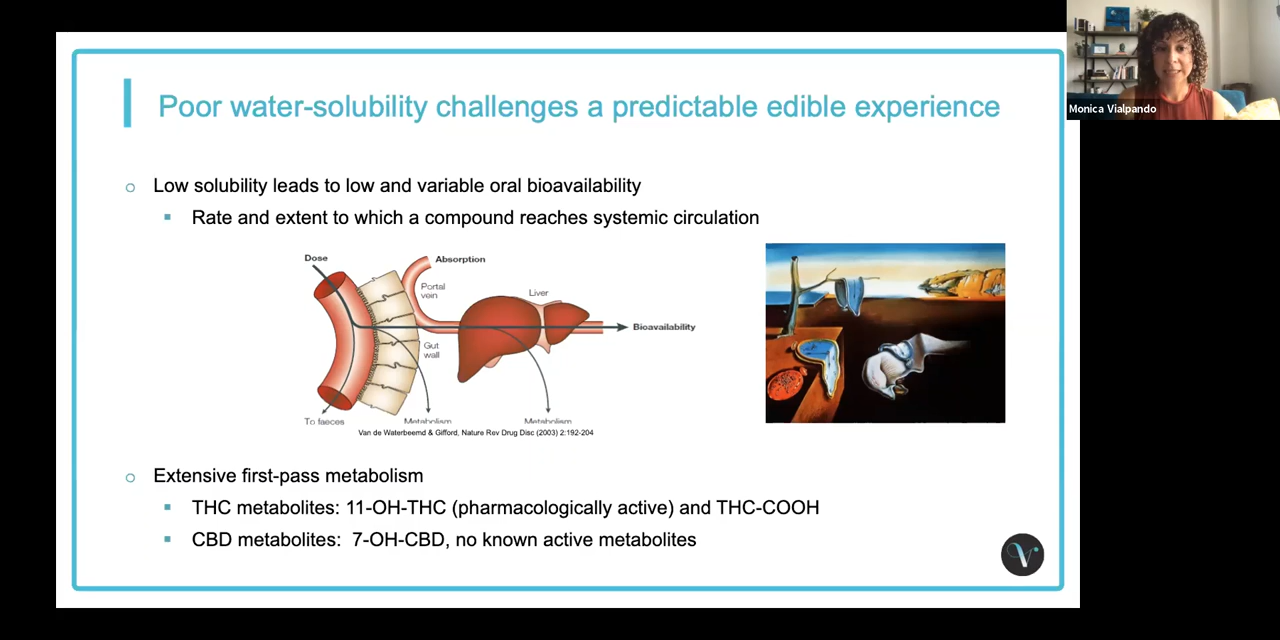 Monica Vialpando
Poor water-solubility challenges a predictable edible experience
Low solubility leads to low and variable oral bioavailability
Rate and extent to which a compound reaches systemic circulation
Dose
Absorption
Portal
vein
Liver
Bioavailability
Gut
wall
To faeces
Metabolism
Metabolism
Van de Waterbeemd & Gifford, Nature Rev Drug Disc (2003) 2:192-204
Extensive first-pass metabolism
THC metabolites: 11-OH-THC (pharmacologically active) and THC-COOH
CBD metabolites: 7-OH-CBD, no known active metabolites
V